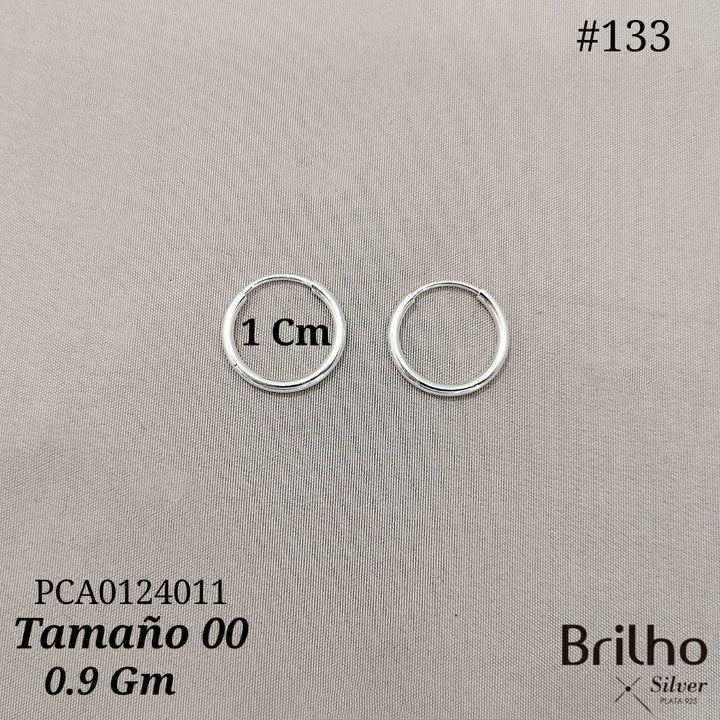 #133
1 Cm
PCA0124011
Tamaño 00
0.9 Gm
Brilho
Silver
PLATA 925